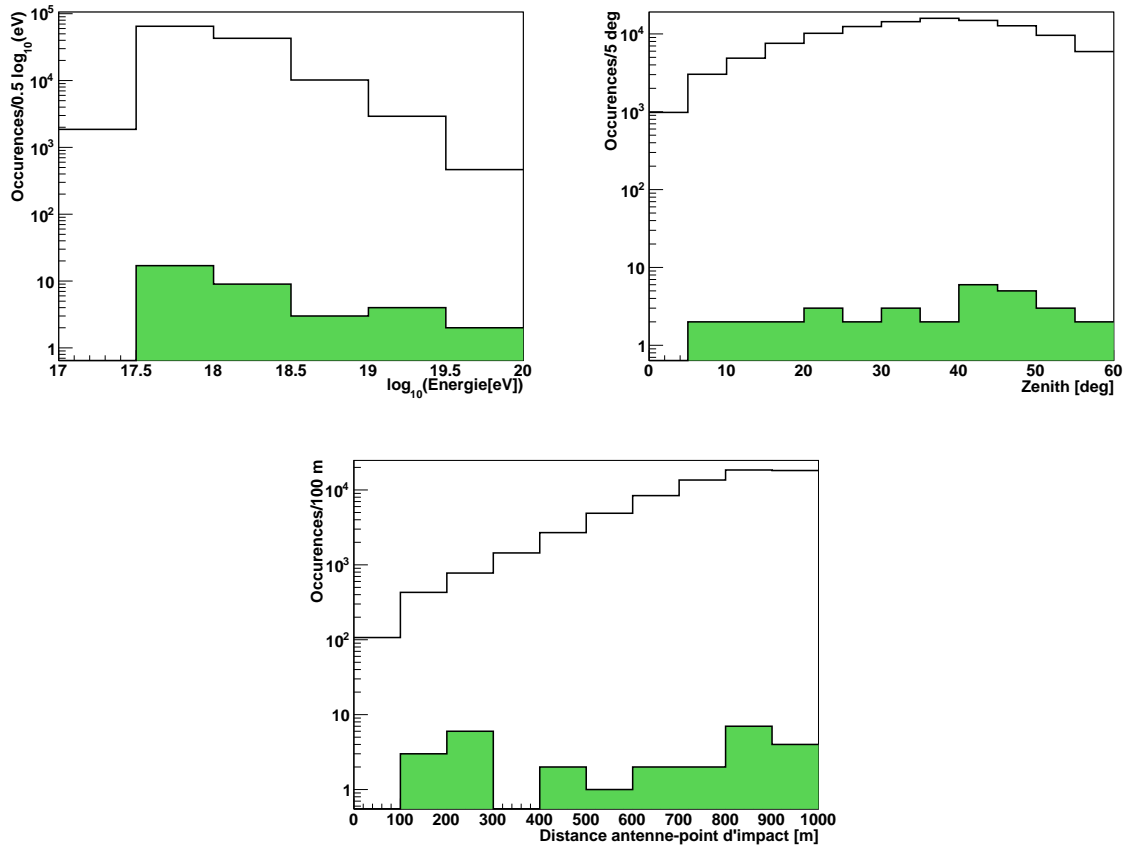 Occurences/0.5 log10(eV)
10^5
10^4
10^3
10^2
10
1
17 17.5 18 18.5 19 19.5 20
log10(Energie[eV])
Occurences/5 deg
10^4
10^3
10^2
10
1
0 10 20 30 40 50 60
Zenith [deg]
Occurences/100 m
10^4
10^3
10^2
10
1
0 100 200 300 400 500 600 700 800 900 1000
Distance antenne-point d'impact [m]